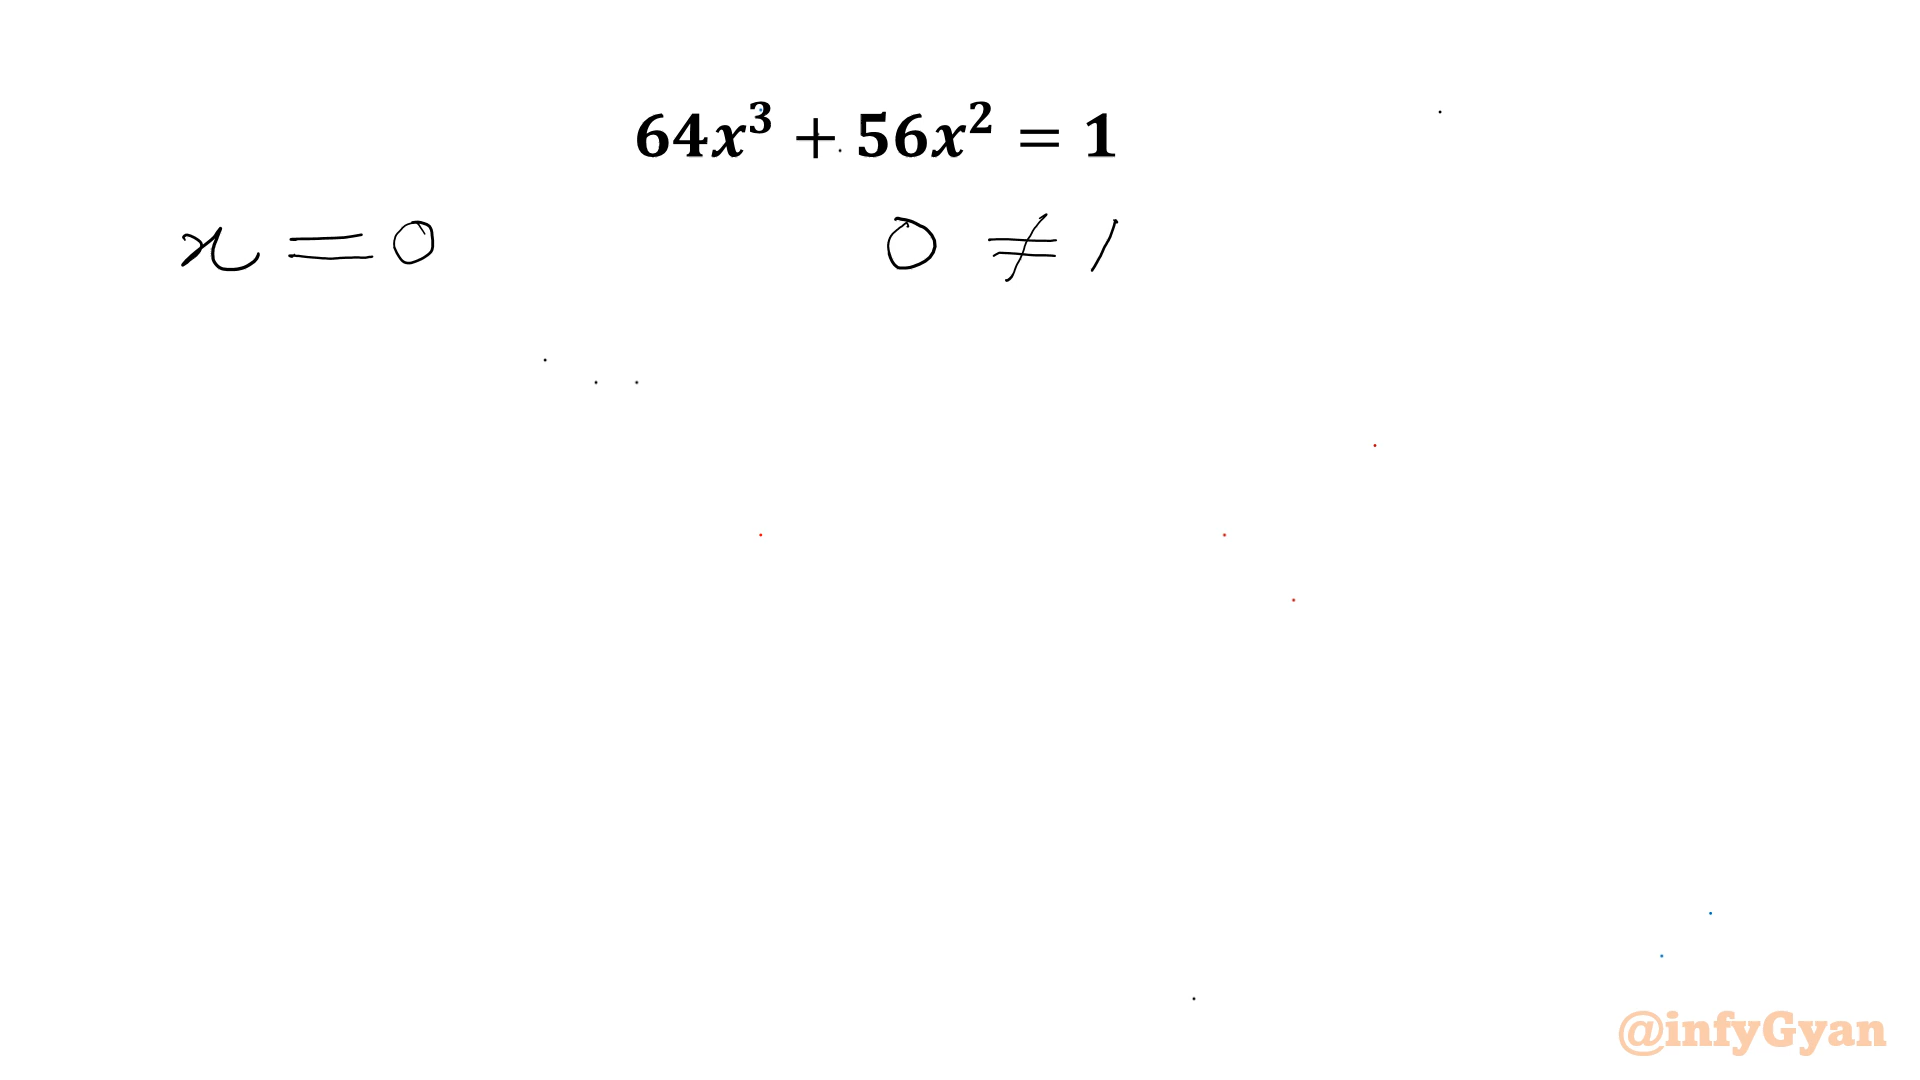 64x³ + 56x² = 1
x = 0 0 ≠ 1
@infyGyan